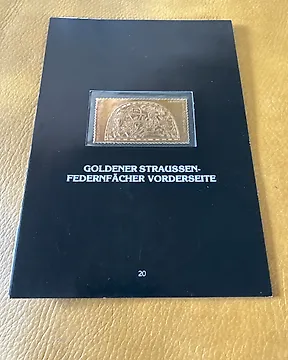 GOLDENER STRAUSSEN-
FEDERNFÄCHER VORDERSEITE
20